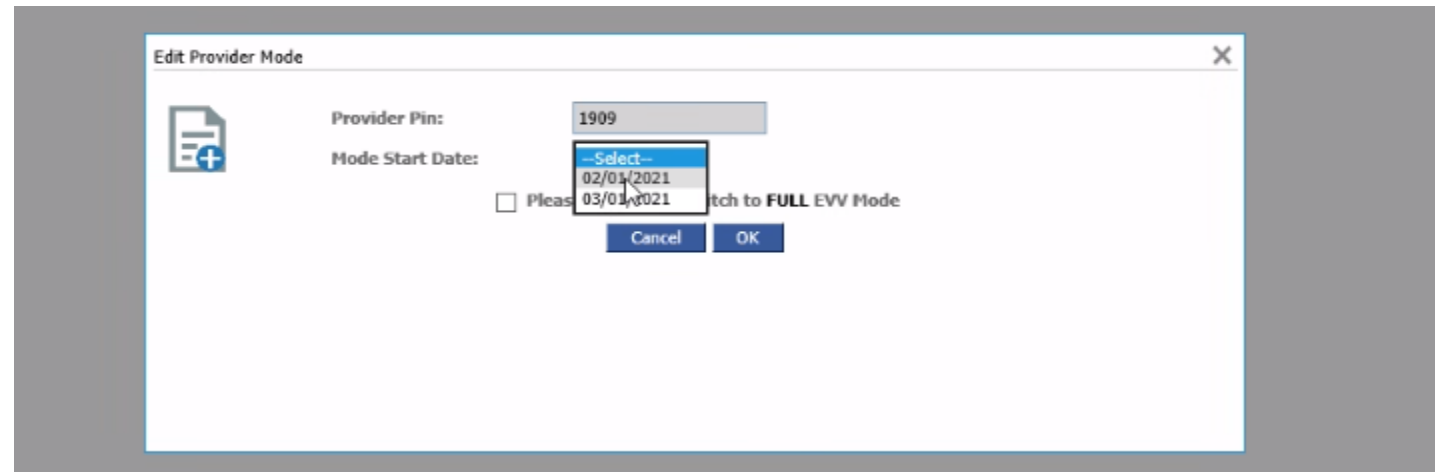 Edit Provider Mode
Provider Pin: 1909
Mode Start Date: --Select--
02/01/2021
Pleas 03/01/2021 tch to FULL EVV Mode
Cancel OK